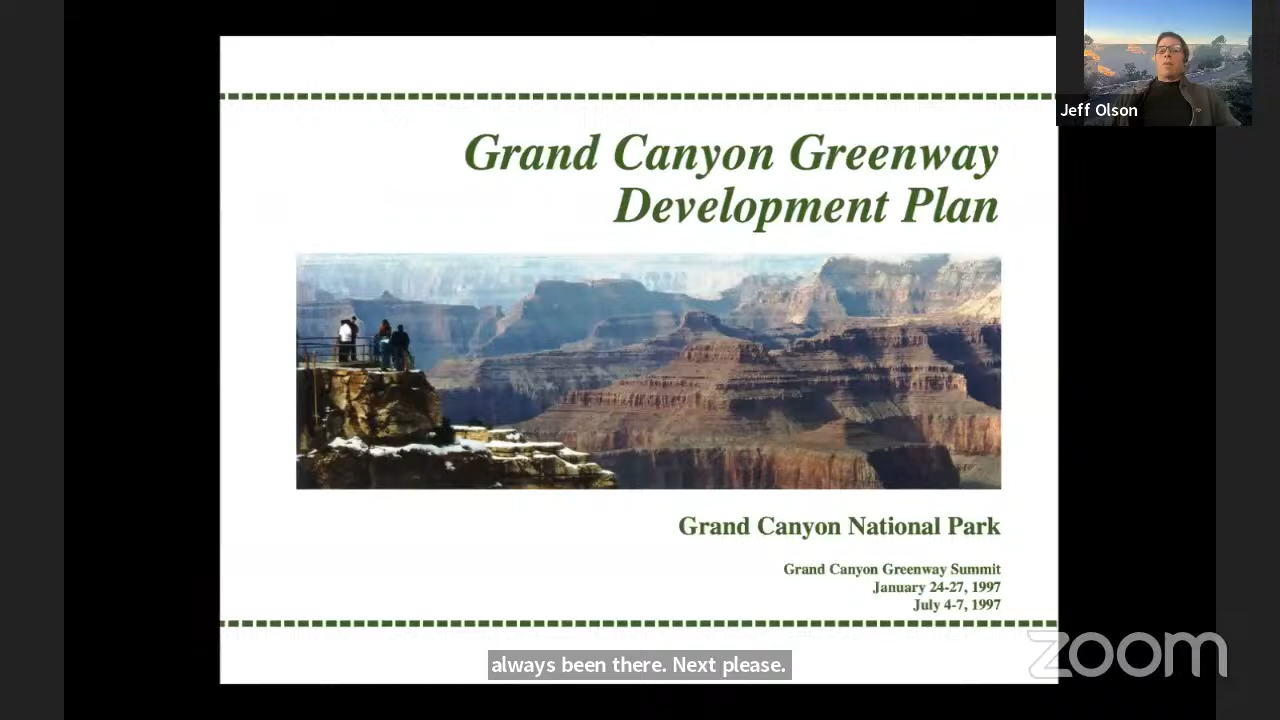 Jeff Olson
Grand Canyon Greenway
Development Plan
Grand Canyon National Park
Grand Canyon Greenway Summit
January 24-27, 1997
July 4-7, 1997
always been there. Next please.
zoom